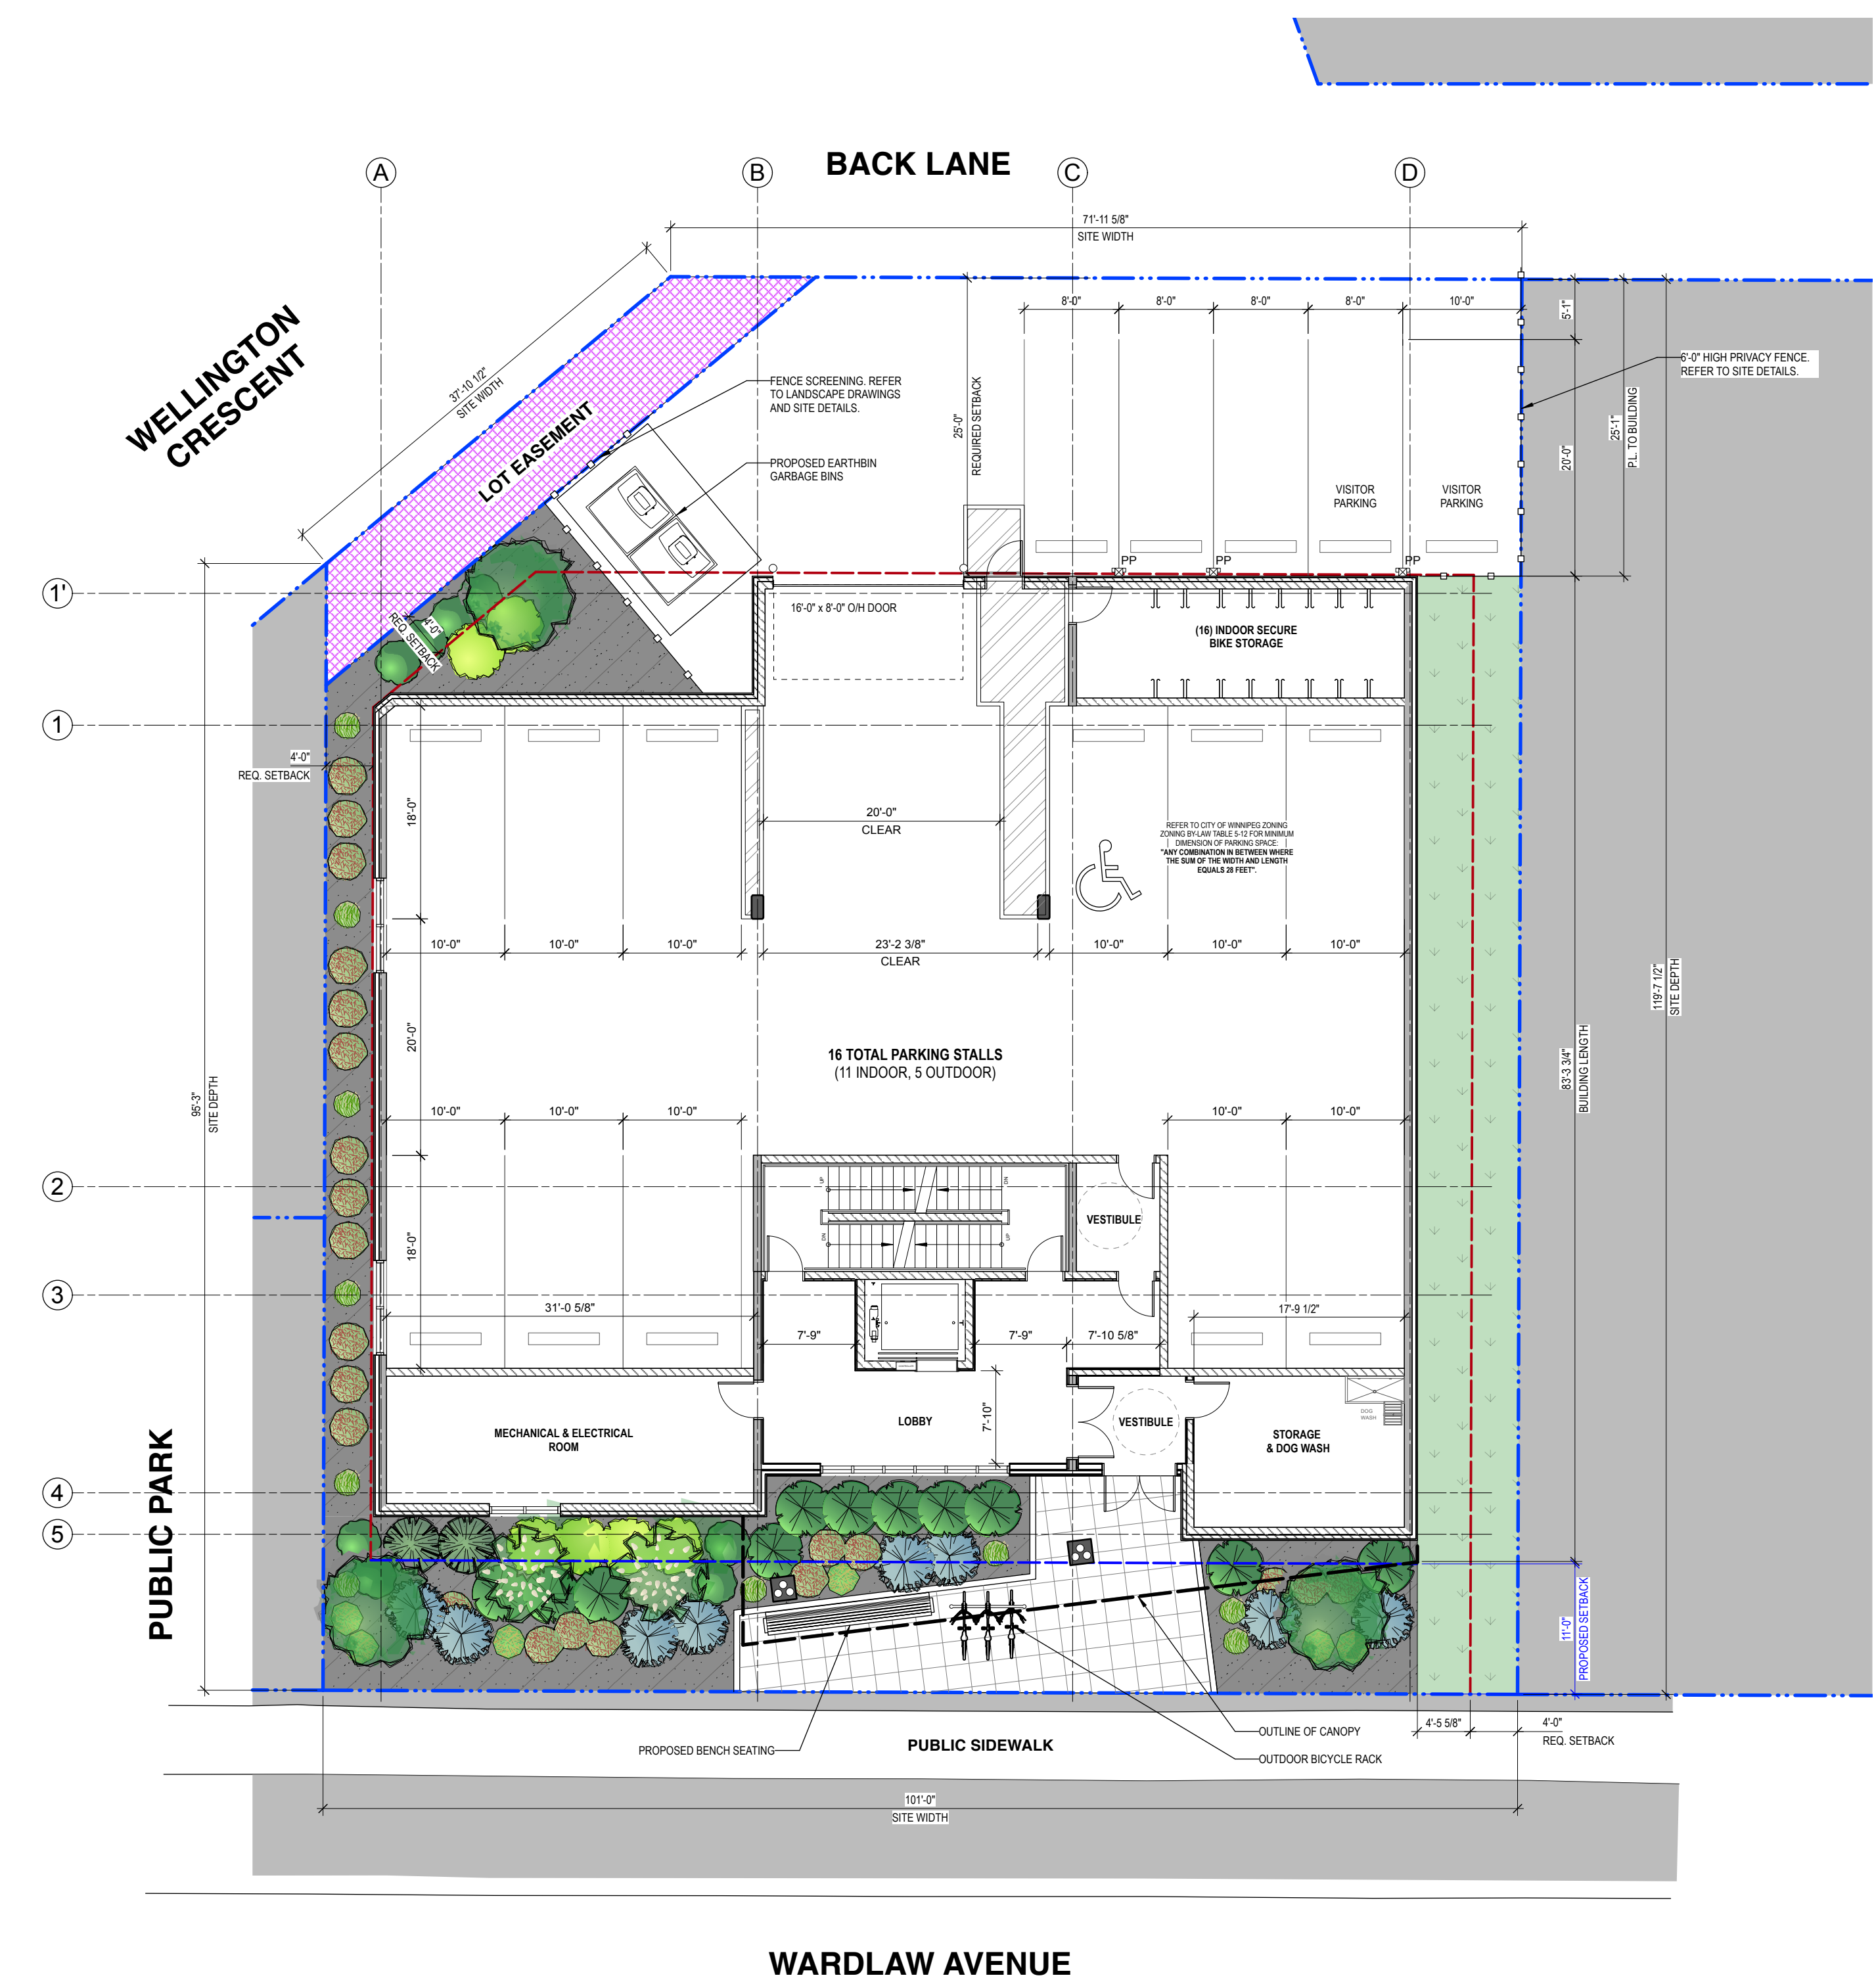 BACK LANE
A
B
C
D
71'-11 5/8"
SITE WIDTH
WELLINGTON
CRESCENT
37'-10 1/2"
SITE WIDTH
LOT EASEMENT
FENCE SCREENING. REFER
TO LANDSCAPE DRAWINGS
AND SITE DETAILS.
PROPOSED EARTHBIN
GARBAGE BINS
25'-0"
REQUIRED SETBACK
8'-0"
8'-0"
8'-0"
8'-0"
10'-0"
5'-1"
20'-0"
25'-1"
P.L. TO BUILDING
6'-0" HIGH PRIVACY FENCE.
REFER TO SITE DETAILS.
VISITOR
PARKING
VISITOR
PARKING
PP
PP
PP
1'
16'-0" x 8'-0" O/H DOOR
4'-0"
REQ. SETBACK
(16) INDOOR SECURE
BIKE STORAGE
1
4'-0"
REQ. SETBACK
18'-0"
20'-0"
CLEAR
REFER TO CITY OF WINNIPEG ZONING
ZONING BY-LAW TABLE 5-12 FOR MINIMUM
DIMENSION OF PARKING SPACE:
"ANY COMBINATION IN BETWEEN WHERE
THE SUM OF THE WIDTH AND LENGTH
EQUALS 28 FEET".
10'-0"
10'-0"
10'-0"
23'-2 3/8"
CLEAR
10'-0"
10'-0"
10'-0"
119'-7 1/2"
SITE DEPTH
20'-0"
16 TOTAL PARKING STALLS
(11 INDOOR, 5 OUTDOOR)
83'-3 3/4"
BUILDING LENGTH
95'-3"
SITE DEPTH
10'-0"
10'-0"
10'-0"
10'-0"
10'-0"
2
UP
DN
DN
UP
VESTIBULE
18'-0"
3
31'-0 5/8"
17'-9 1/2"
7'-9"
7'-9"
7'-10 5/8"
7'-10"
LOBBY
VESTIBULE
DOG
WASH
MECHANICAL & ELECTRICAL
ROOM
STORAGE
& DOG WASH
PUBLIC PARK
4
5
11'-0"
PROPOSED SETBACK
4'-5 5/8"
4'-0"
REQ. SETBACK
OUTLINE OF CANOPY
PROPOSED BENCH SEATING
PUBLIC SIDEWALK
OUTDOOR BICYCLE RACK
101'-0"
SITE WIDTH
WARDLAW AVENUE